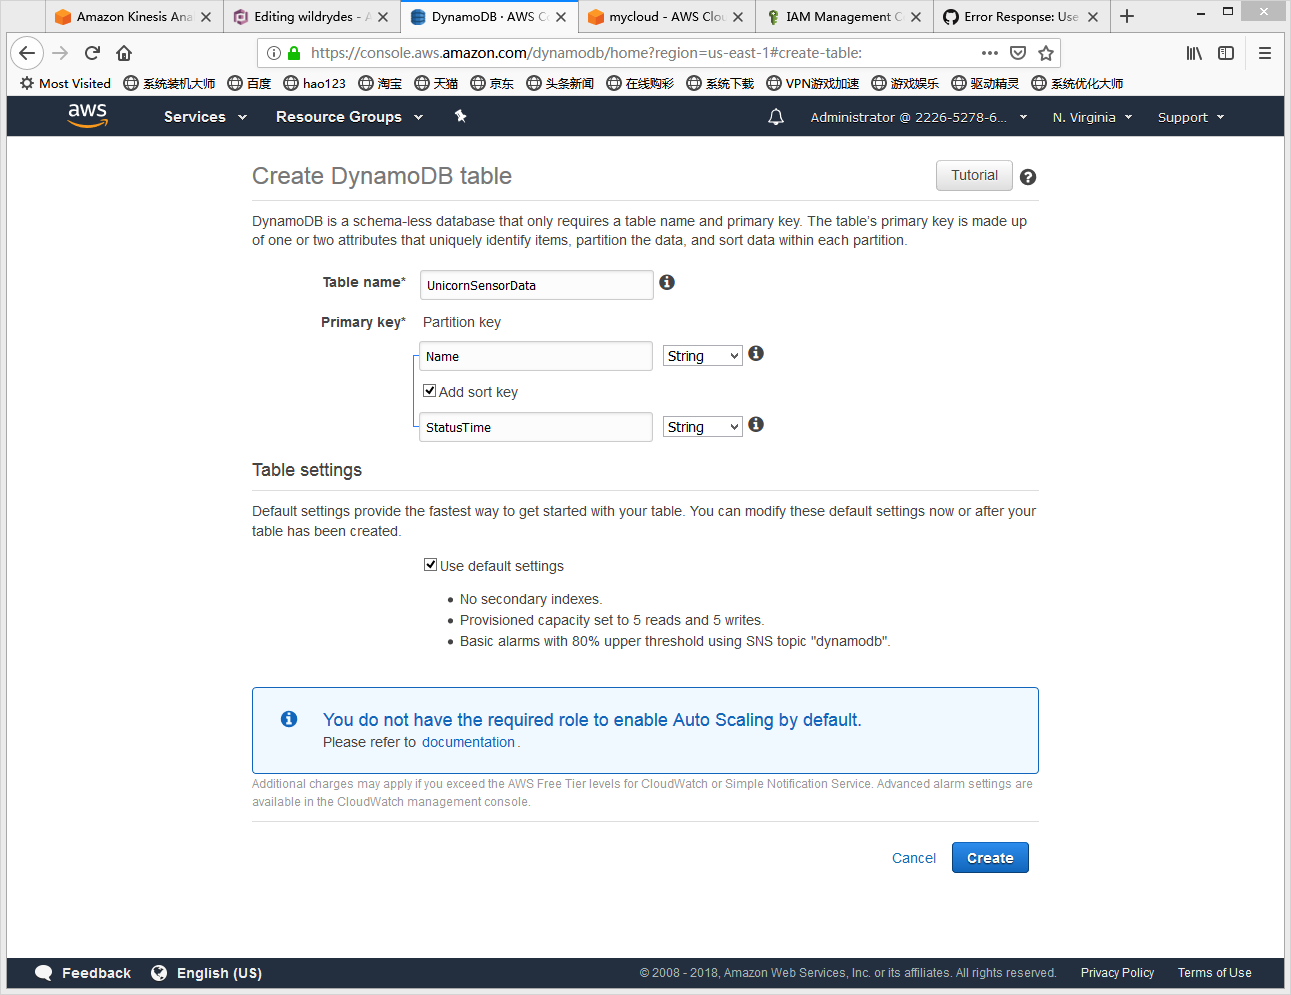 Amazon Kinesis Ana
Editing wildrydes - A
DynamoDB · AWS Co
mycloud - AWS Clou
IAM Management C
Error Response: Use
https://console.aws.amazon.com/dynamodb/home?region=us-east-1#create-table:
Most Visited 系统装机大师 百度 hao123 淘宝 天猫 京东 头条新闻 在线购彩 系统下载 VPN游戏加速 游戏娱乐 驱动精灵 系统优化大师
aws Services Resource Groups Administrator @ 2226-5278-6... N. Virginia Support
Create DynamoDB table
Tutorial
DynamoDB is a schema-less database that only requires a table name and primary key. The table's primary key is made up
of one or two attributes that uniquely identify items, partition the data, and sort data within each partition.
Table name* UnicornSensorData
Primary key* Partition key
Name String
Add sort key
StatusTime String
Table settings
Default settings provide the fastest way to get started with your table. You can modify these default settings now or after your
table has been created.
Use default settings
• No secondary indexes.
• Provisioned capacity set to 5 reads and 5 writes.
• Basic alarms with 80% upper threshold using SNS topic "dynamodb".
You do not have the required role to enable Auto Scaling by default.
Please refer to documentation.
Additional charges may apply if you exceed the AWS Free Tier levels for CloudWatch or Simple Notification Service. Advanced alarm settings are
available in the CloudWatch management console.
Cancel Create
Feedback English (US) © 2008 - 2018, Amazon Web Services, Inc. or its affiliates. All rights reserved. Privacy Policy Terms of Use